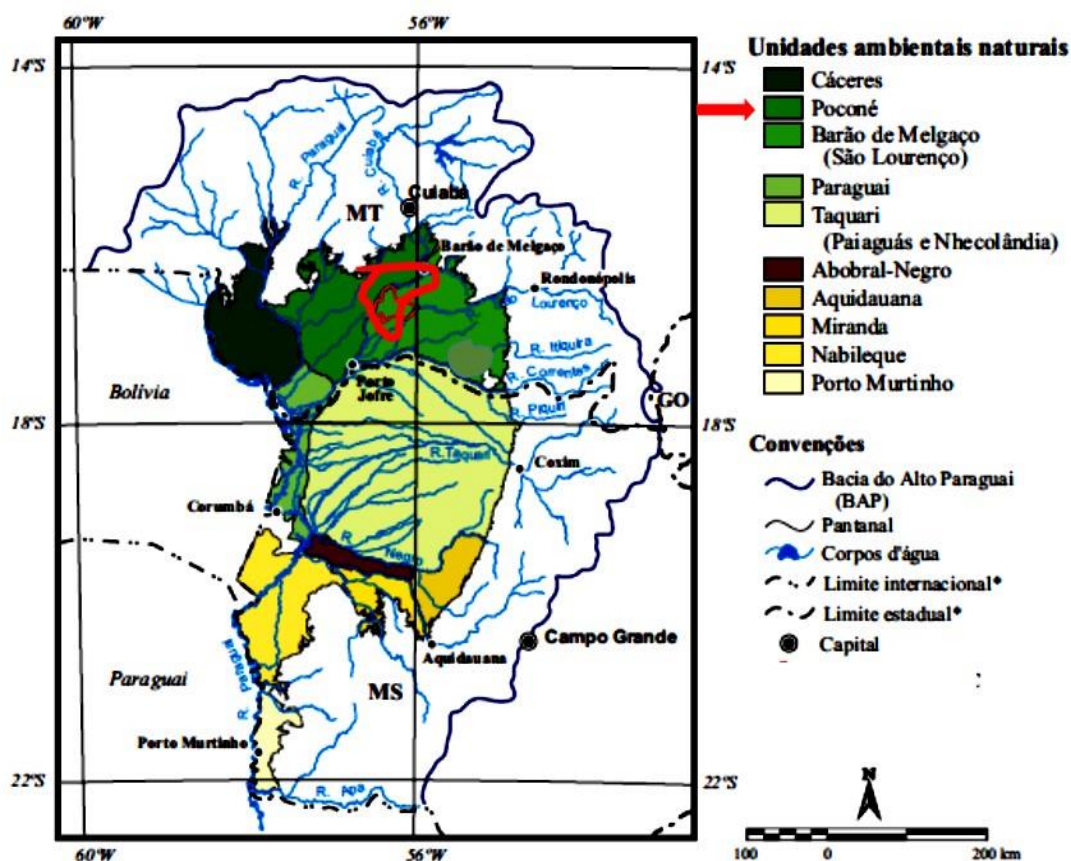 60°W
56°W
14°S
14°S
Unidades ambientais naturais
Cáceres
Poconé
Barão de Melgaço
(São Lourenço)
Paraguai
Taquari
(Paiaguás e Nhecolândia)
Abobral-Negro
Aquidauana
Miranda
Nabileque
Porto Murtinho
R. Paraguai
R. Cuiabá
Cuiabá
MT
Barão de Melgaço
Rondonópolis
Lourenço
R. Itiquira
R. Correntes
Bolívia
Porto
Jofre
R. Piquiri
GO
18°S
18°S
R. Taquari
Coxim
Convenções
Bacia do Alto Paraguai
(BAP)
Pantanal
Corpos d'água
Limite internacional*
Limite estadual*
Capital
Corumbá
R. Negro
Campo Grande
Aquidauana
Paraguai
R. Paraguai
MS
Porto Murtinho
22°S
22°S
R. Apa
N
60°W
56°W
100 0 200 km